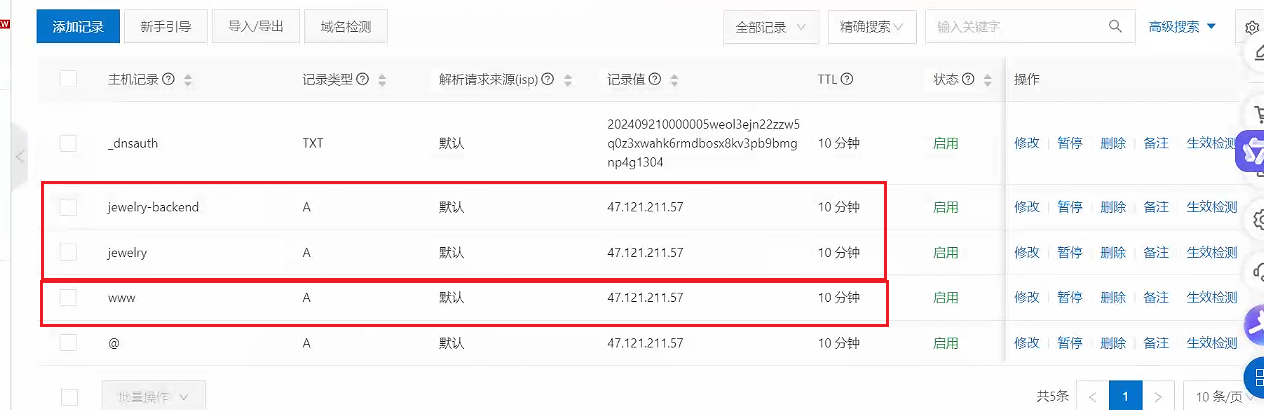 EW
添加记录 新手引导 导入/导出 域名检测 全部记录 精确搜索 输入关键字 高级搜索
主机记录 记录类型 解析请求来源(isp) 记录值 TTL 状态 操作
202409210000005weol3ejn22zzw5
_dnsauth TXT 默认 q0z3xwahk6rmdbosx8kv3pb9bmg 10 分钟 启用 修改 暂停 删除 备注 生效检测
np4g1304
jewelry-backend A 默认 47.121.211.57 10 分钟 启用 修改 暂停 删除 备注 生效检测
jewelry A 默认 47.121.211.57 10 分钟 启用 修改 暂停 删除 备注 生效检测
www A 默认 47.121.211.57 10 分钟 启用 修改 暂停 删除 备注 生效检测
@ A 默认 47.121.211.57 10 分钟 启用 修改 暂停 删除 备注 生效检测
批量操作 共5条 < 1 > 10 条/页